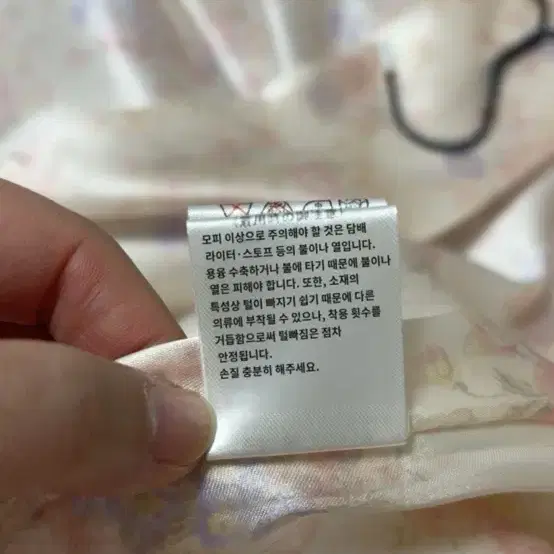 모피 이상으로 주의해야 할 것은 담배
라이터·스토프 등의 불이나 열입니다.
용융 수축하거나 불에 타기 때문에 불이나
열은 피해야 합니다. 또한, 소재의
특성상 털이 빠지기 쉽기 때문에 다른
의류에 부착될 수 있으나, 착용 횟수를
거듭함으로써 털빠짐은 점차
안정됩니다.
손질 충분히 해주세요.